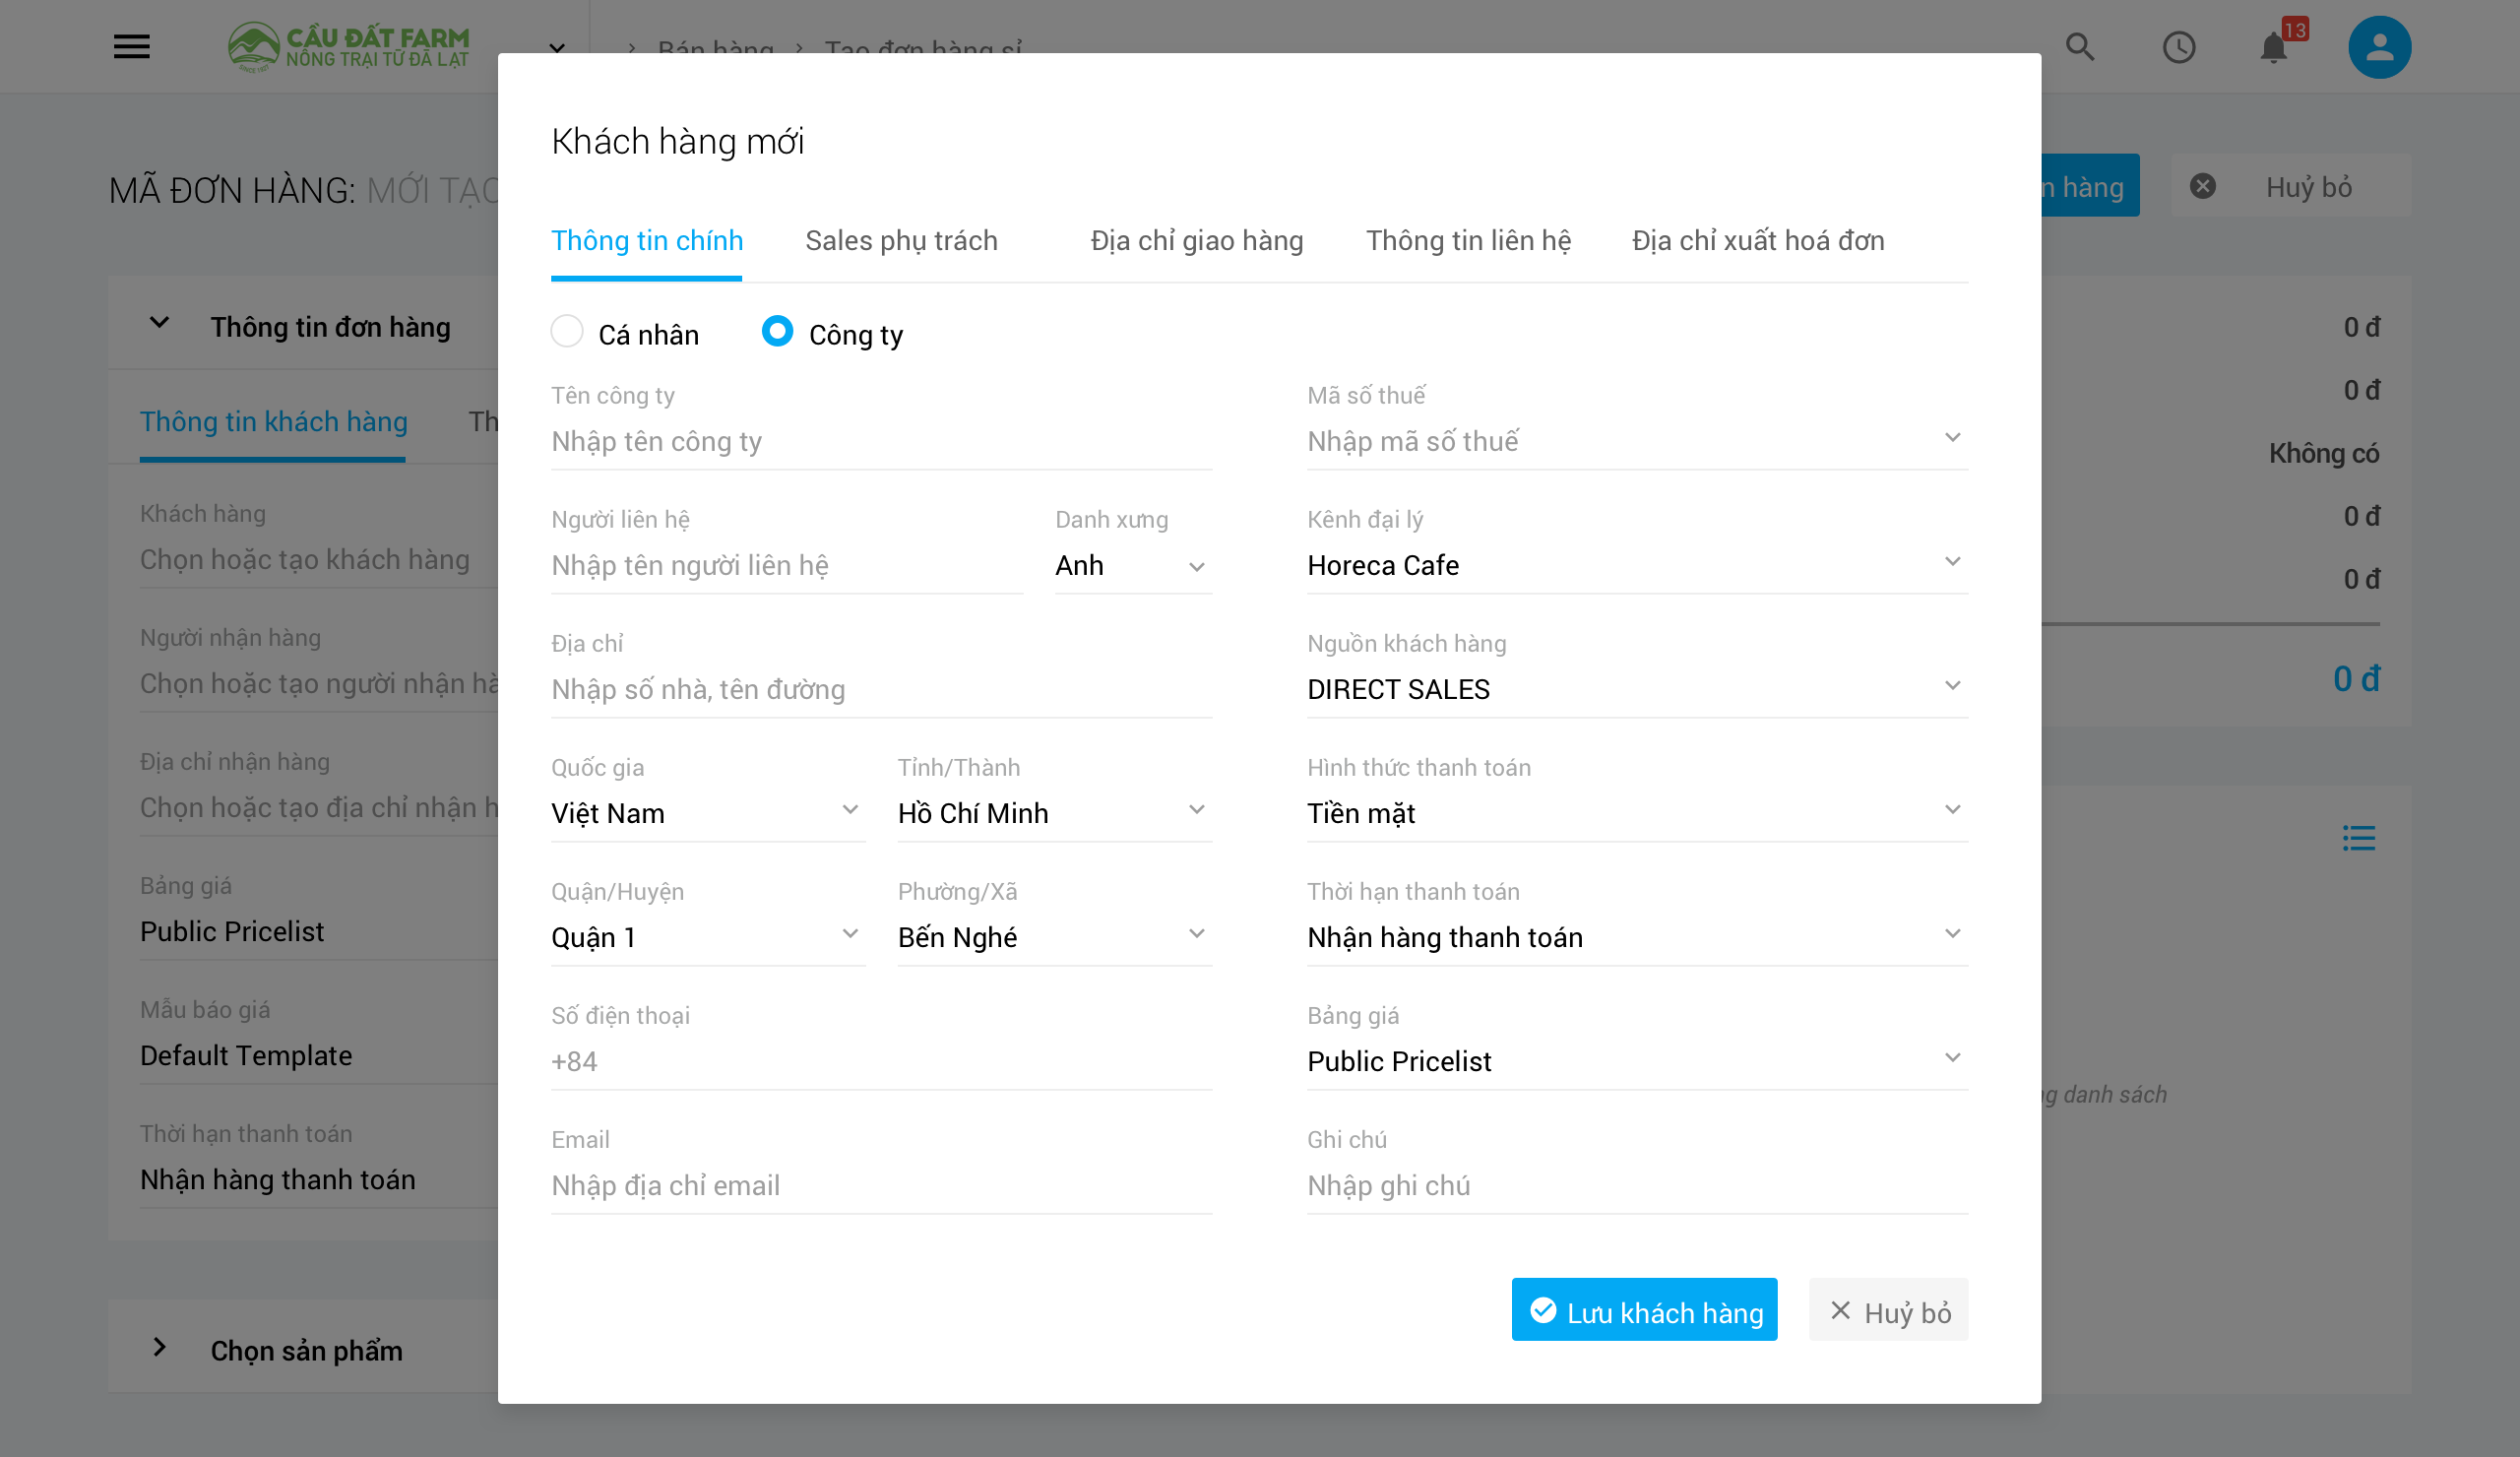 CẦU ĐẤT FARM
NÔNG TRẠI TỪ ĐÀ LẠT
SINCE 1927
Bán hàng
Tạo đơn hàng sỉ
13
MÃ ĐƠN HÀNG: MỚI TẠO
n hàng
Huỷ bỏ
Thông tin đơn hàng
Thông tin khách hàng
Th
Khách hàng
Chọn hoặc tạo khách hàng
Người nhận hàng
Chọn hoặc tạo người nhận hà
Địa chỉ nhận hàng
Chọn hoặc tạo địa chỉ nhận h
Bảng giá
Public Pricelist
Mẫu báo giá
Default Template
Thời hạn thanh toán
Nhận hàng thanh toán
Chọn sản phẩm
Khách hàng mới
Thông tin chính
Sales phụ trách
Địa chỉ giao hàng
Thông tin liên hệ
Địa chỉ xuất hoá đơn
Cá nhân
Công ty
Tên công ty
Nhập tên công ty
Mã số thuế
Nhập mã số thuế
Người liên hệ
Nhập tên người liên hệ
Danh xưng
Anh
Kênh đại lý
Horeca Cafe
Địa chỉ
Nhập số nhà, tên đường
Nguồn khách hàng
DIRECT SALES
Quốc gia
Việt Nam
Tỉnh/Thành
Hồ Chí Minh
Hình thức thanh toán
Tiền mặt
Quận/Huyện
Quận 1
Phường/Xã
Bến Nghé
Thời hạn thanh toán
Nhận hàng thanh toán
Số điện thoại
+84
Bảng giá
Public Pricelist
Email
Nhập địa chỉ email
Ghi chú
Nhập ghi chú
Lưu khách hàng
Huỷ bỏ
0 đ
0 đ
Không có
0 đ
0 đ
0 đ
ng danh sách